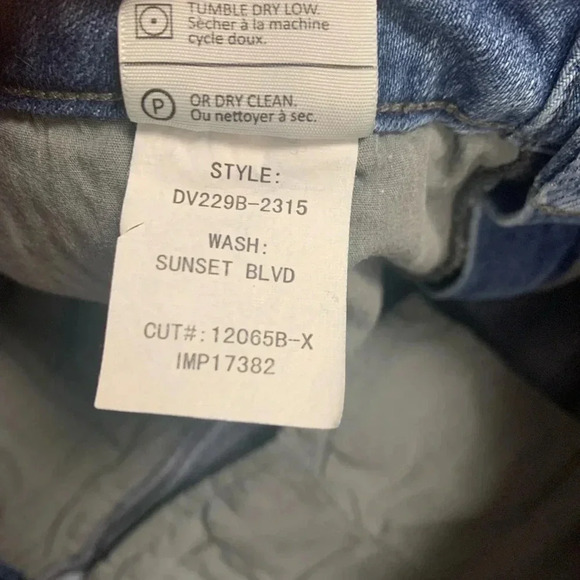 TUMBLE DRY LOW.
Sécher à la machine
cycle doux.
P
OR DRY CLEAN.
Ou nettoyer à sec.
STYLE:
DV229B-2315
WASH:
SUNSET BLVD
CUT#:12065B-X
IMP17382